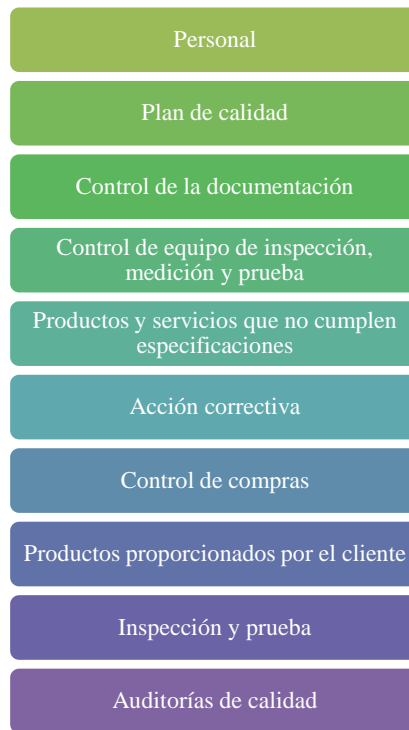 Personal
Plan de calidad
Control de la documentación
Control de equipo de inspección,
medición y prueba
Productos y servicios que no cumplen
especificaciones
Acción correctiva
Control de compras
Productos proporcionados por el cliente
Inspección y prueba
Auditorías de calidad